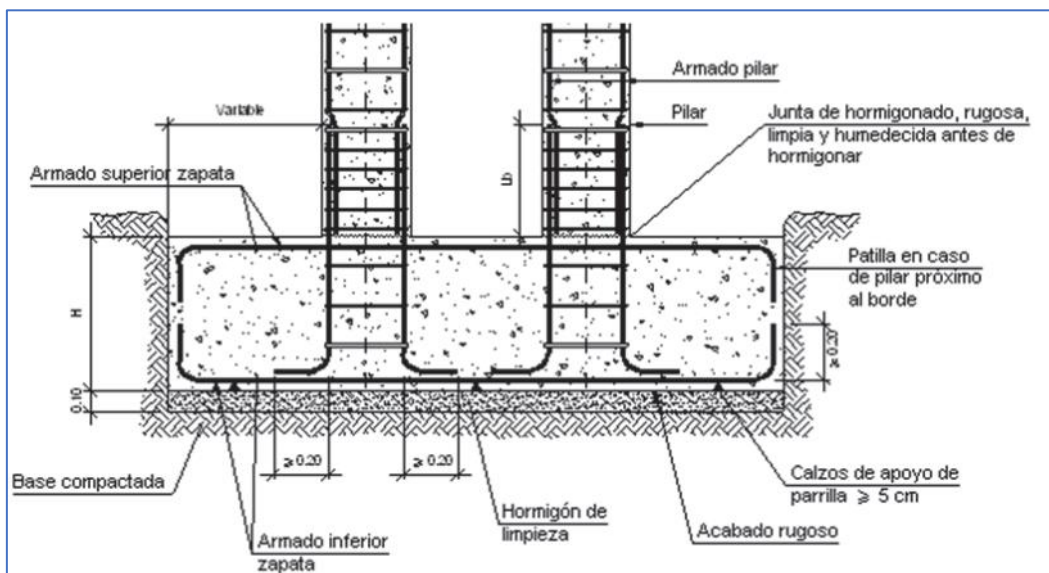 Armado pilar
Variable
Pilar
Junta de hormigonado, rugosa,
limpia y humedecida antes de
hormigonar
Lb
Armado superior zapata
Patilla en caso
de pilar próximo
al borde
H
≥ 0.20
0.10
≥ 0.20
≥ 0.20
Base compactada
Calzos de apoyo de
parrilla ≥ 5 cm
Hormigón de
limpieza
Acabado rugoso
Armado inferior
zapata